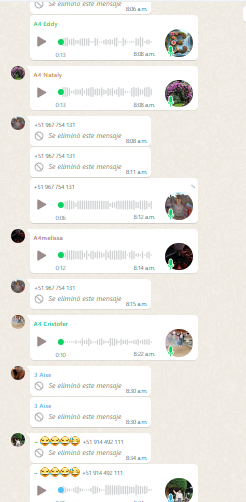 Se eliminó este mensaje
8:06 a.m.
A4 Eddy
0:13 8:08 a.m.
A4 Nataly
0:13 8:08 a.m.
+51 967 754 131
Se eliminó este mensaje
8:08 a.m.
+51 967 754 131
Se eliminó este mensaje
8:11 a.m.
+51 967 754 131
0:06 8:12 a.m.
A4melissa
0:12 8:14 a.m.
+51 967 754 131
Se eliminó este mensaje
8:15 a.m.
A4 Cristofer
0:10 8:22 a.m.
3 Aise
Se eliminó este mensaje
8:30 a.m.
3 Aise
Se eliminó este mensaje
8:30 a.m.
~ 😂😂😂😅 +51 914 492 111
Se eliminó este mensaje
8:34 a.m.
~ 😂😂😂😅 +51 914 492 111